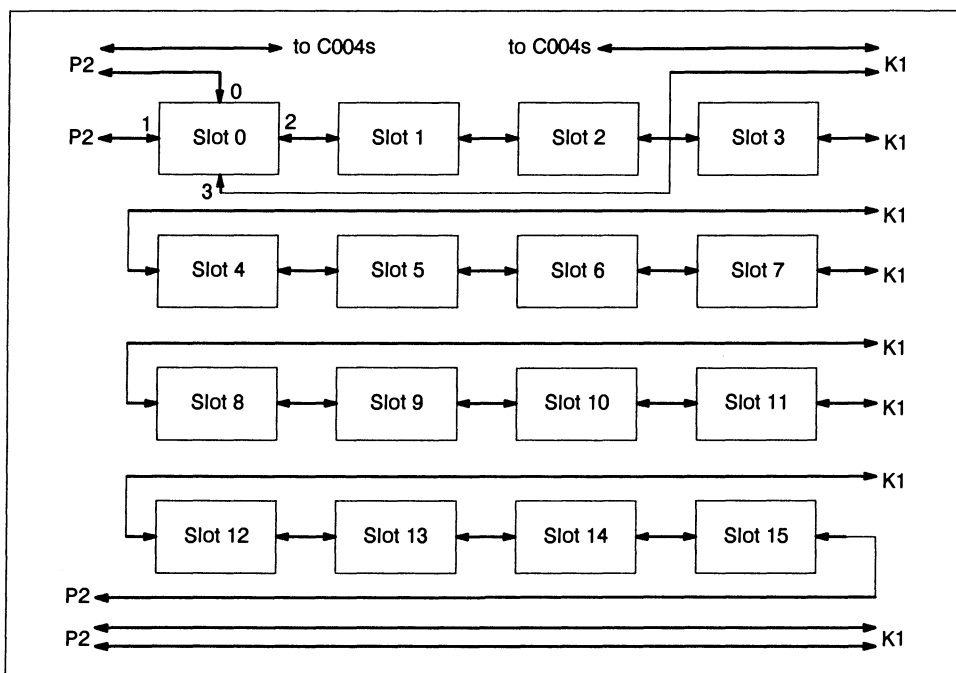 to C004s to C004s
P2 K1
0
P2 1 Slot 0 2 Slot 1 Slot 2 Slot 3 K1
3
K1
Slot 4 Slot 5 Slot 6 Slot 7 K1
K1
Slot 8 Slot 9 Slot 10 Slot 11 K1
K1
Slot 12 Slot 13 Slot 14 Slot 15
P2
P2 K1